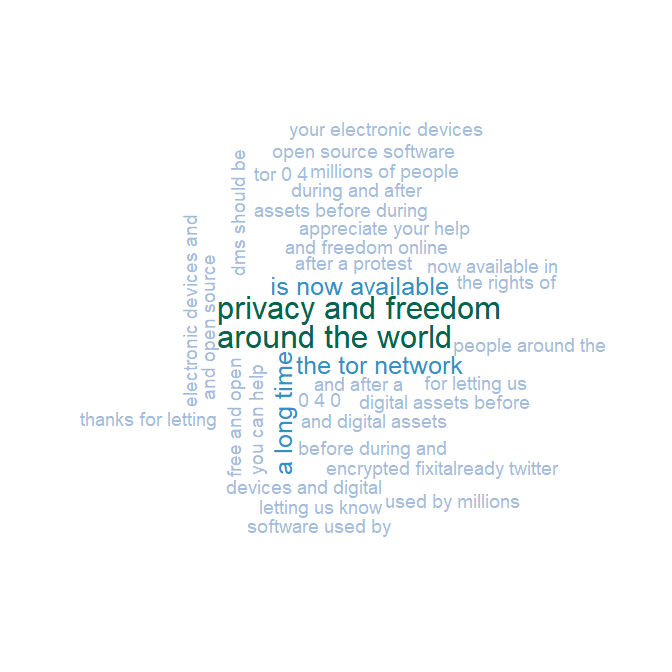 your electronic devices
open source software
tor 0 4
millions of people
during and after
assets before during
appreciate your help
and freedom online
after a protest
now available in
is now available
the rights of
privacy and freedom
around the world
people around the
the tor network
and after a
for letting us
0 4 0
digital assets before
thanks for letting
and digital assets
before during and
encrypted fixitalready twitter
devices and digital
letting us know
used by millions
software used by
dms should be
electronic devices and
and open source
free and open
you can help
a long time